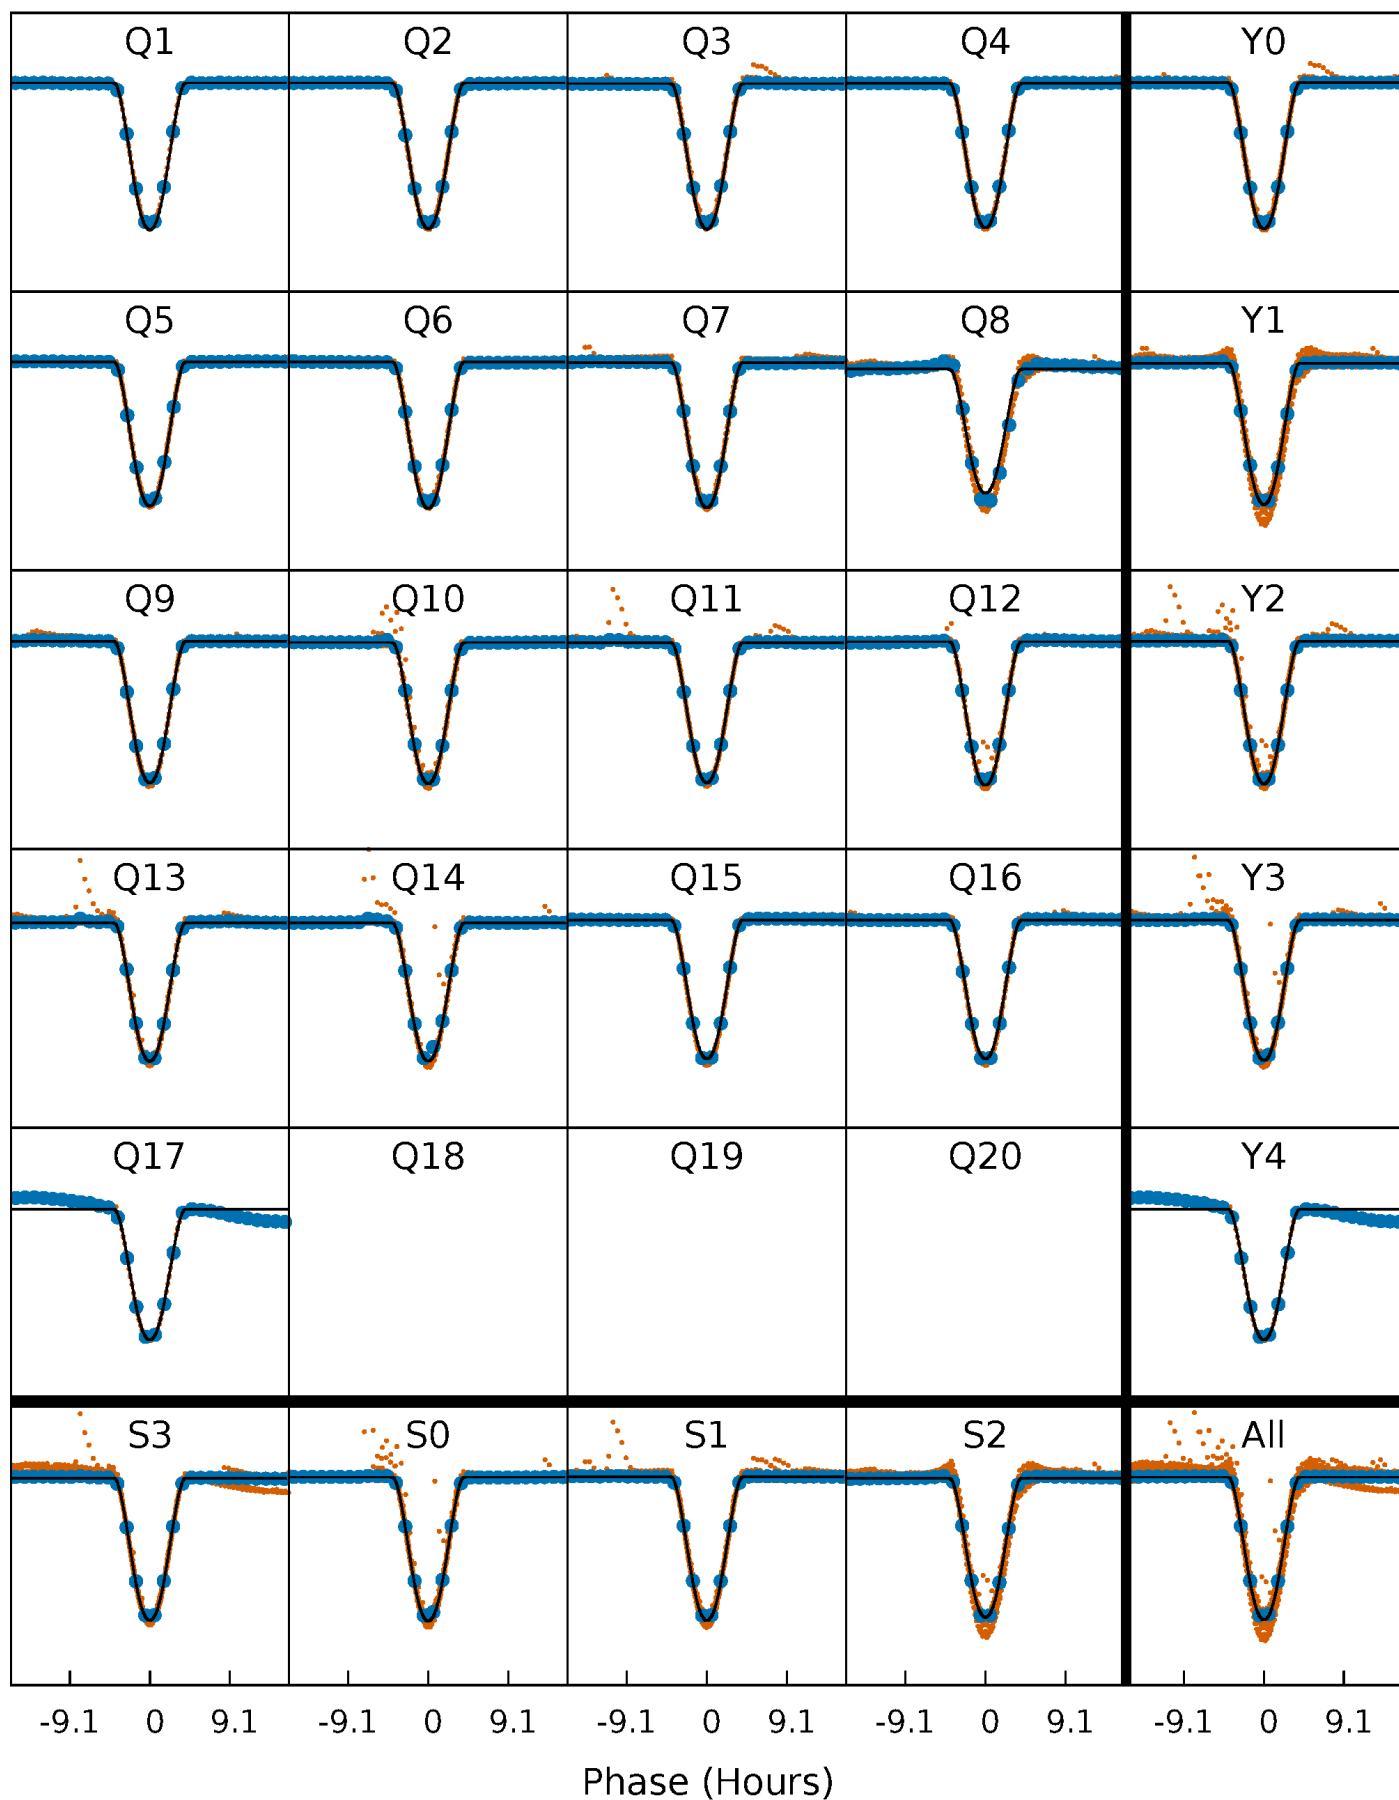 Q1 Q2 Q3 Q4 Y0
Q5 Q6 Q7 Q8 Y1
Q9 Q10 Q11 Q12 Y2
Q13 Q14 Q15 Q16 Y3
Q17 Q18 Q19 Q20 Y4
S3 S0 S1 S2 All
-9.1 0 9.1 -9.1 0 9.1 -9.1 0 9.1 -9.1 0 9.1 -9.1 0 9.1
Phase (Hours)